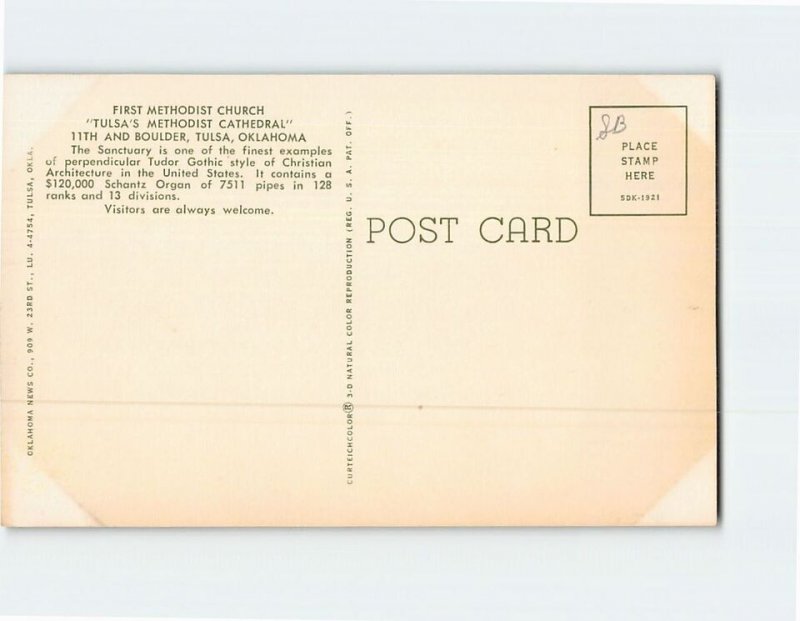 FIRST METHODIST CHURCH
"TULSA'S METHODIST CATHEDRAL"
11TH AND BOULDER, TULSA, OKLAHOMA
The Sanctuary is one of the finest examples
of perpendicular Tudor Gothic style of Christian
Architecture in the United States. It contains a
$120,000 Schantz Organ of 7511 pipes in 128
ranks and 13 divisions.
Visitors are always welcome.
OKLAHOMA NEWS CO., 909 W. 23RD ST., LU. 4-4754, TULSA, OKLA.
CURTEICHCOLOR® 3-D NATURAL COLOR REPRODUCTION (REG. U. S. A. PAT. OFF.)
POST CARD
SB
PLACE
STAMP
HERE
5DK-1921